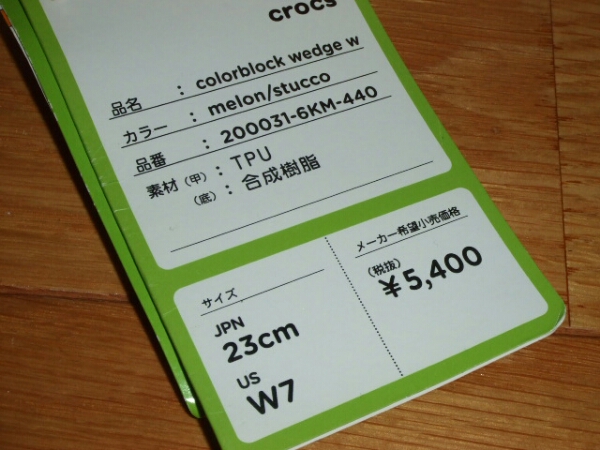 crocs
品名 : colorblock wedge w
カラー : melon/stucco
品番 : 200031-6KM-440
素材(甲) : TPU
(底) : 合成樹脂
サイズ
JPN
23cm
US
W7
メーカー希望小売価格
(税抜)
¥5,400